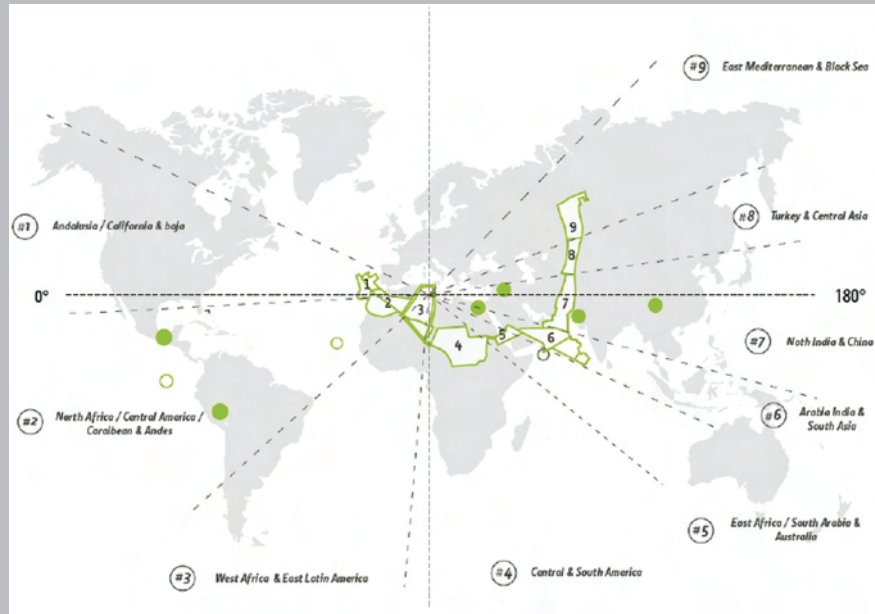 #9 East Mediterranean & Black Sea
#8 Turkey & Central Asia
#1 Andalusia / California & baja
9
8
1
2
3
7
0°
180°
4
5
6
#7 Noth India & China
#2 North Africa / Central America /
Caraibean & Andes
#6 Arabia India &
South Asia
#5 East Africa / South Arabia &
Australia
#3 West Africa & East Latin America
#4 Central & South America